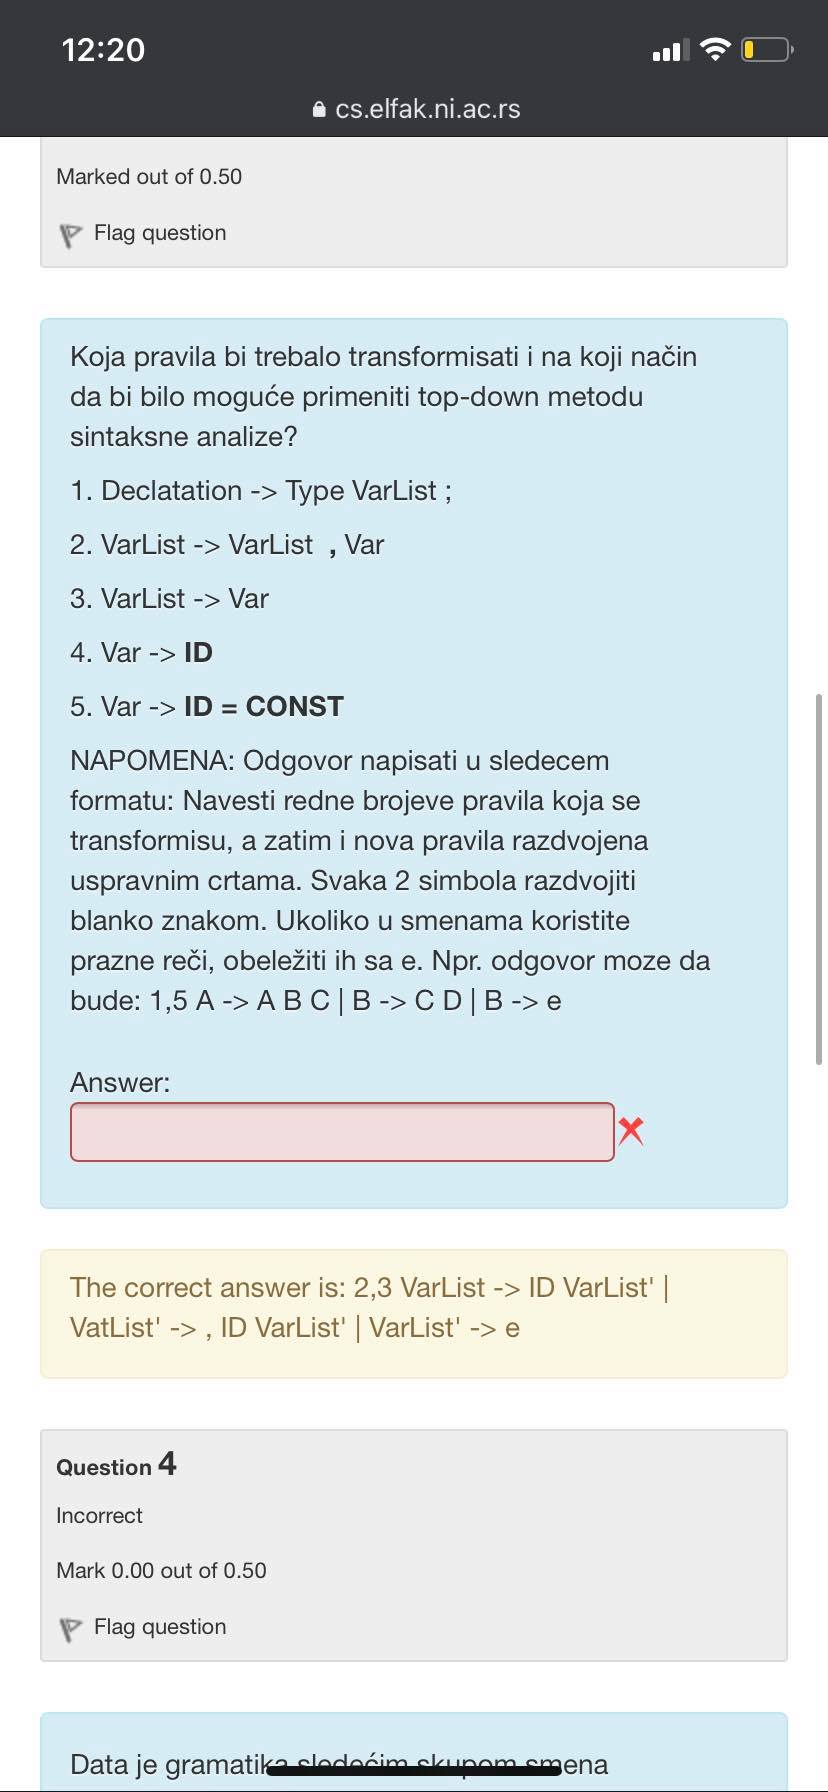 12:20
cs.elfak.ni.ac.rs
Marked out of 0.50
Flag question
Koja pravila bi trebalo transformisati i na koji način
da bi bilo moguće primeniti top-down metodu
sintaksne analize?
1. Declatation -> Type VarList ;
2. VarList -> VarList , Var
3. VarList -> Var
4. Var -> ID
5. Var -> ID = CONST
NAPOMENA: Odgovor napisati u sledecem
formatu: Navesti redne brojeve pravila koja se
transformisu, a zatim i nova pravila razdvojena
uspravnim crtama. Svaka 2 simbola razdvojiti
blanko znakom. Ukoliko u smenama koristite
prazne reči, obeležiti ih sa e. Npr. odgovor moze da
bude: 1,5 A -> A B C | B -> C D | B -> e
Answer:
The correct answer is: 2,3 VarList -> ID VarList' |
VatList' -> , ID VarList' | VarList' -> e
Question 4
Incorrect
Mark 0.00 out of 0.50
Flag question
Data je gramatika sledećim skupom smena